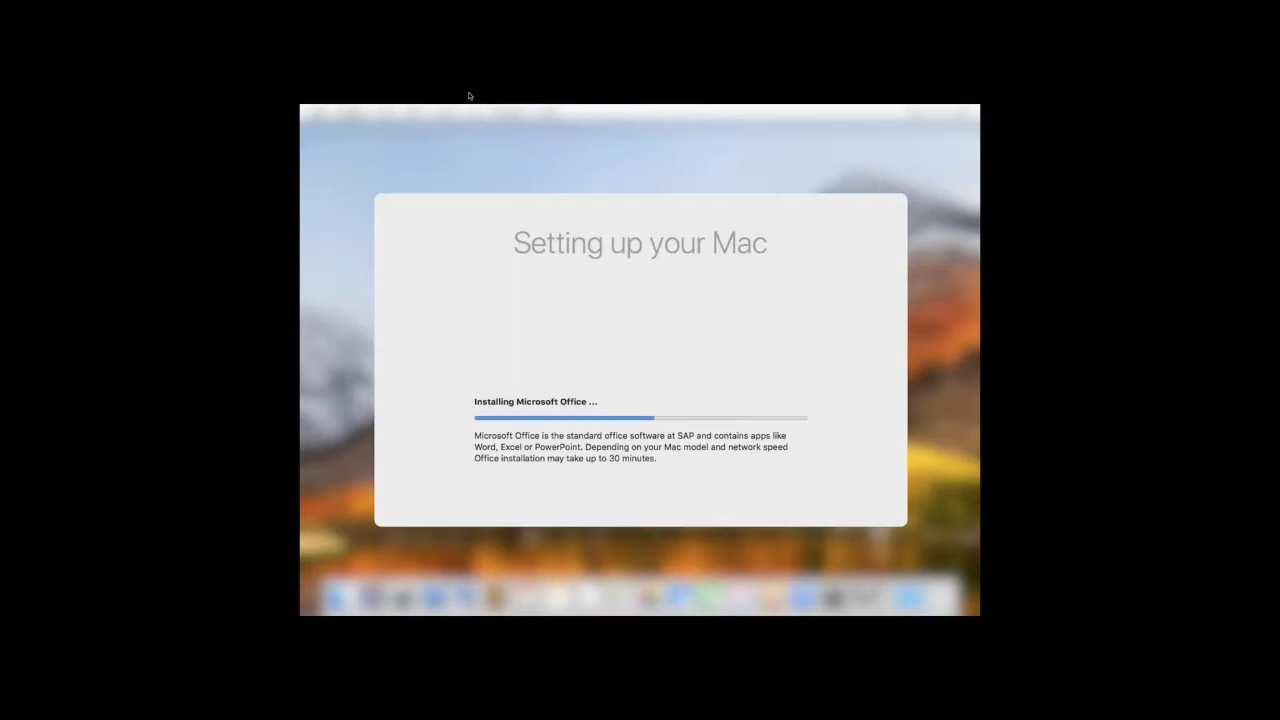 Setting up your Mac
Installing Microsoft Office ...
Microsoft Office is the standard office software at SAP and contains apps like
Word, Excel or PowerPoint. Depending on your Mac model and network speed
Office installation may take up to 30 minutes.